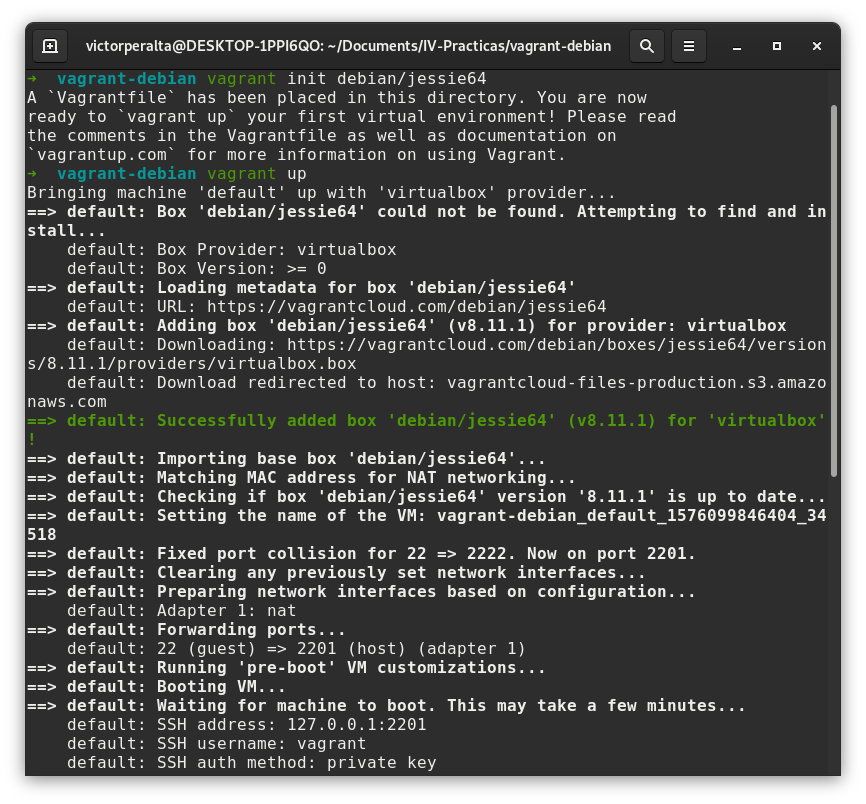 victorperalta@DESKTOP-1PPI6QO: ~/Documents/IV-Practicas/vagrant-debian
➜  vagrant-debian vagrant init debian/jessie64
A `Vagrantfile` has been placed in this directory. You are now
ready to `vagrant up` your first virtual environment! Please read
the comments in the Vagrantfile as well as documentation on
`vagrantup.com` for more information on using Vagrant.
➜  vagrant-debian vagrant up
Bringing machine 'default' up with 'virtualbox' provider...
==> default: Box 'debian/jessie64' could not be found. Attempting to find and in
stall...
    default: Box Provider: virtualbox
    default: Box Version: >= 0
==> default: Loading metadata for box 'debian/jessie64'
    default: URL: https://vagrantcloud.com/debian/jessie64
==> default: Adding box 'debian/jessie64' (v8.11.1) for provider: virtualbox
    default: Downloading: https://vagrantcloud.com/debian/boxes/jessie64/version
s/8.11.1/providers/virtualbox.box
    default: Download redirected to host: vagrantcloud-files-production.s3.amazo
naws.com
==> default: Successfully added box 'debian/jessie64' (v8.11.1) for 'virtualbox'
!
==> default: Importing base box 'debian/jessie64'...
==> default: Matching MAC address for NAT networking...
==> default: Checking if box 'debian/jessie64' version '8.11.1' is up to date...
==> default: Setting the name of the VM: vagrant-debian_default_1576099846404_34
518
==> default: Fixed port collision for 22 => 2222. Now on port 2201.
==> default: Clearing any previously set network interfaces...
==> default: Preparing network interfaces based on configuration...
    default: Adapter 1: nat
==> default: Forwarding ports...
    default: 22 (guest) => 2201 (host) (adapter 1)
==> default: Running 'pre-boot' VM customizations...
==> default: Booting VM...
==> default: Waiting for machine to boot. This may take a few minutes...
    default: SSH address: 127.0.0.1:2201
    default: SSH username: vagrant
    default: SSH auth method: private key